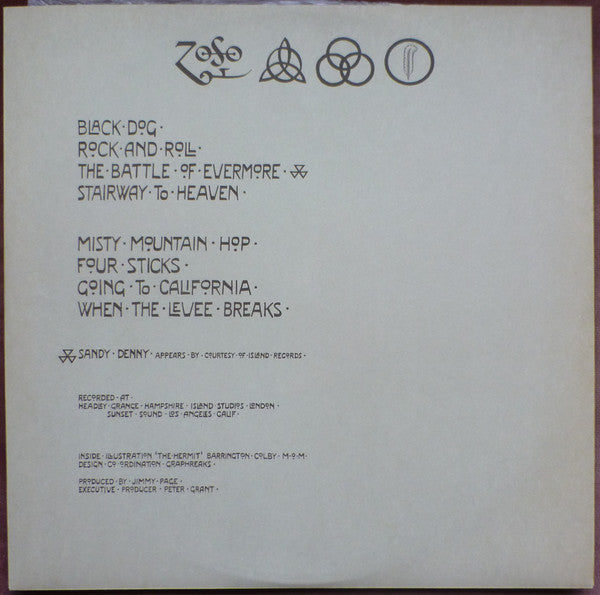 ZOSO
BLACK·DOG·
ROCK·AND·ROLL·
THE·BATTLE·OF·EVERMORE·
STAIRWAY·To·HEAVEN·
MISTY·MOUNTAIN·HOP·
FOUR·STICKS·
GOING·To·CALIFORNIA·
WHEN·THE·LEVEE·BREAKS·
SANDY·DENNY·APPEARS·BY·COURTESY·OF·ISLAND·RECORDS·
RECORDED·AT·
HEADLEY·GRANGE·HAMPSHIRE·ISLAND·STUDIOS·LONDON·
SUNSET·SOUND·LOS·ANGELES·CALIF·
INSIDE·ILLUSTRATION·'THE·HERMIT'·BARRINGTON·COLBY·M·O·M·
DESIGN·CO·ORDINATION·GRAPHREAKS·
PRODUCED·BY·JIMMY·PAGE·
EXECUTIVE·PRODUCER·PETER·GRANT·